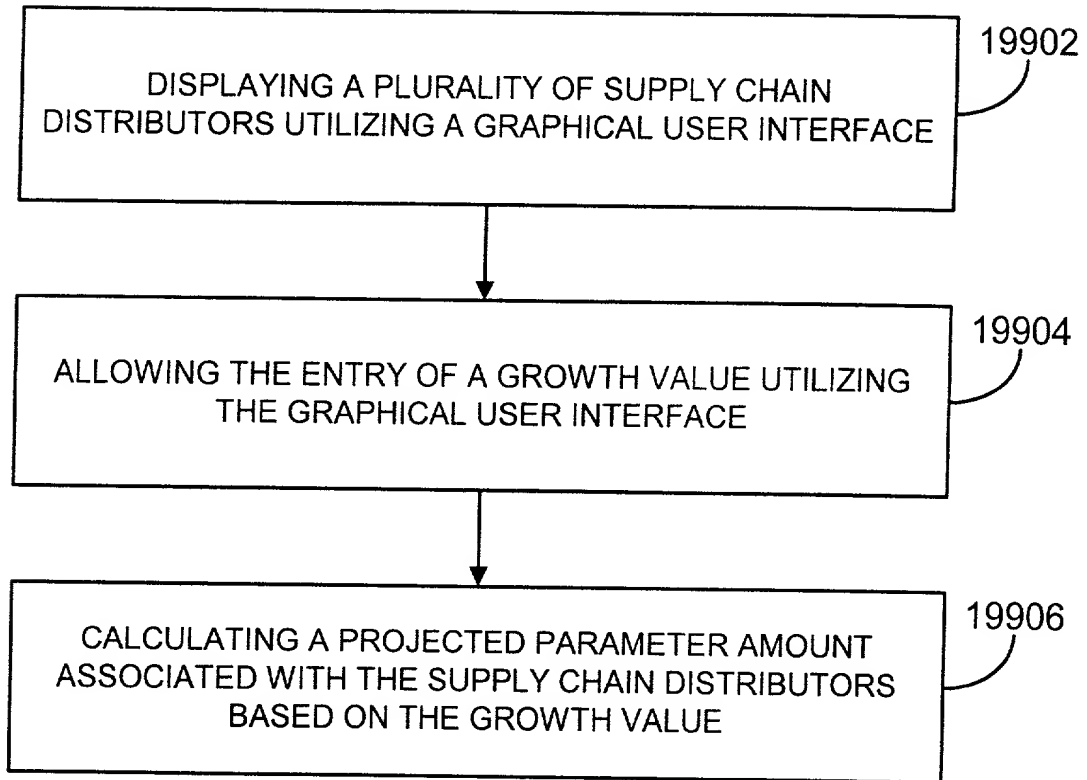 19902
DISPLAYING A PLURALITY OF SUPPLY CHAIN
DISTRIBUTORS UTILIZING A GRAPHICAL USER INTERFACE
19904
ALLOWING THE ENTRY OF A GROWTH VALUE UTILIZING
THE GRAPHICAL USER INTERFACE
19906
CALCULATING A PROJECTED PARAMETER AMOUNT
ASSOCIATED WITH THE SUPPLY CHAIN DISTRIBUTORS
BASED ON THE GROWTH VALUE